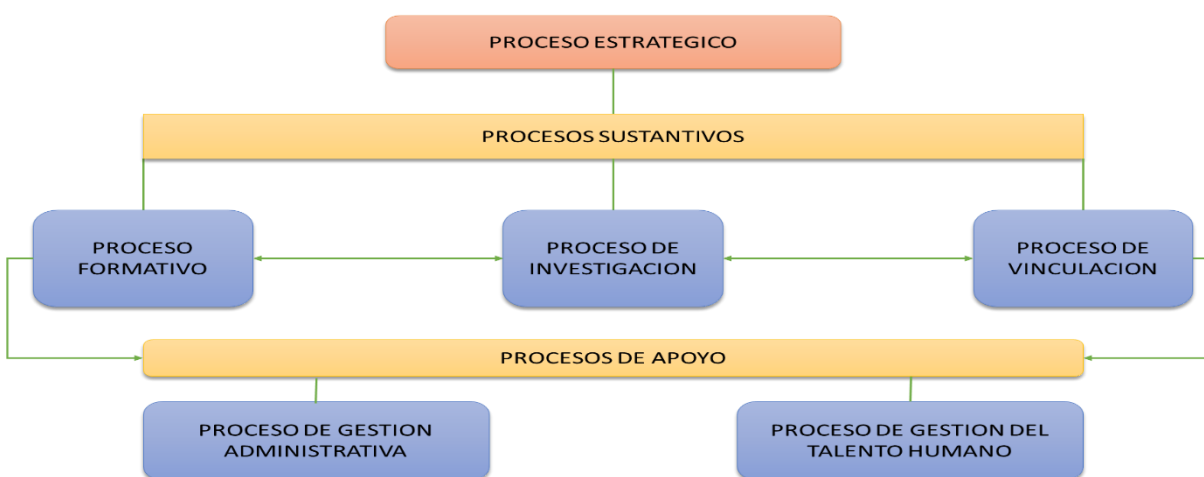 PROCESO ESTRATEGICO
PROCESOS SUSTANTIVOS
PROCESO
FORMATIVO
PROCESO DE
INVESTIGACION
PROCESO DE
VINCULACION
PROCESOS DE APOYO
PROCESO DE GESTION
ADMINISTRATIVA
PROCESO DE GESTION DEL
TALENTO HUMANO